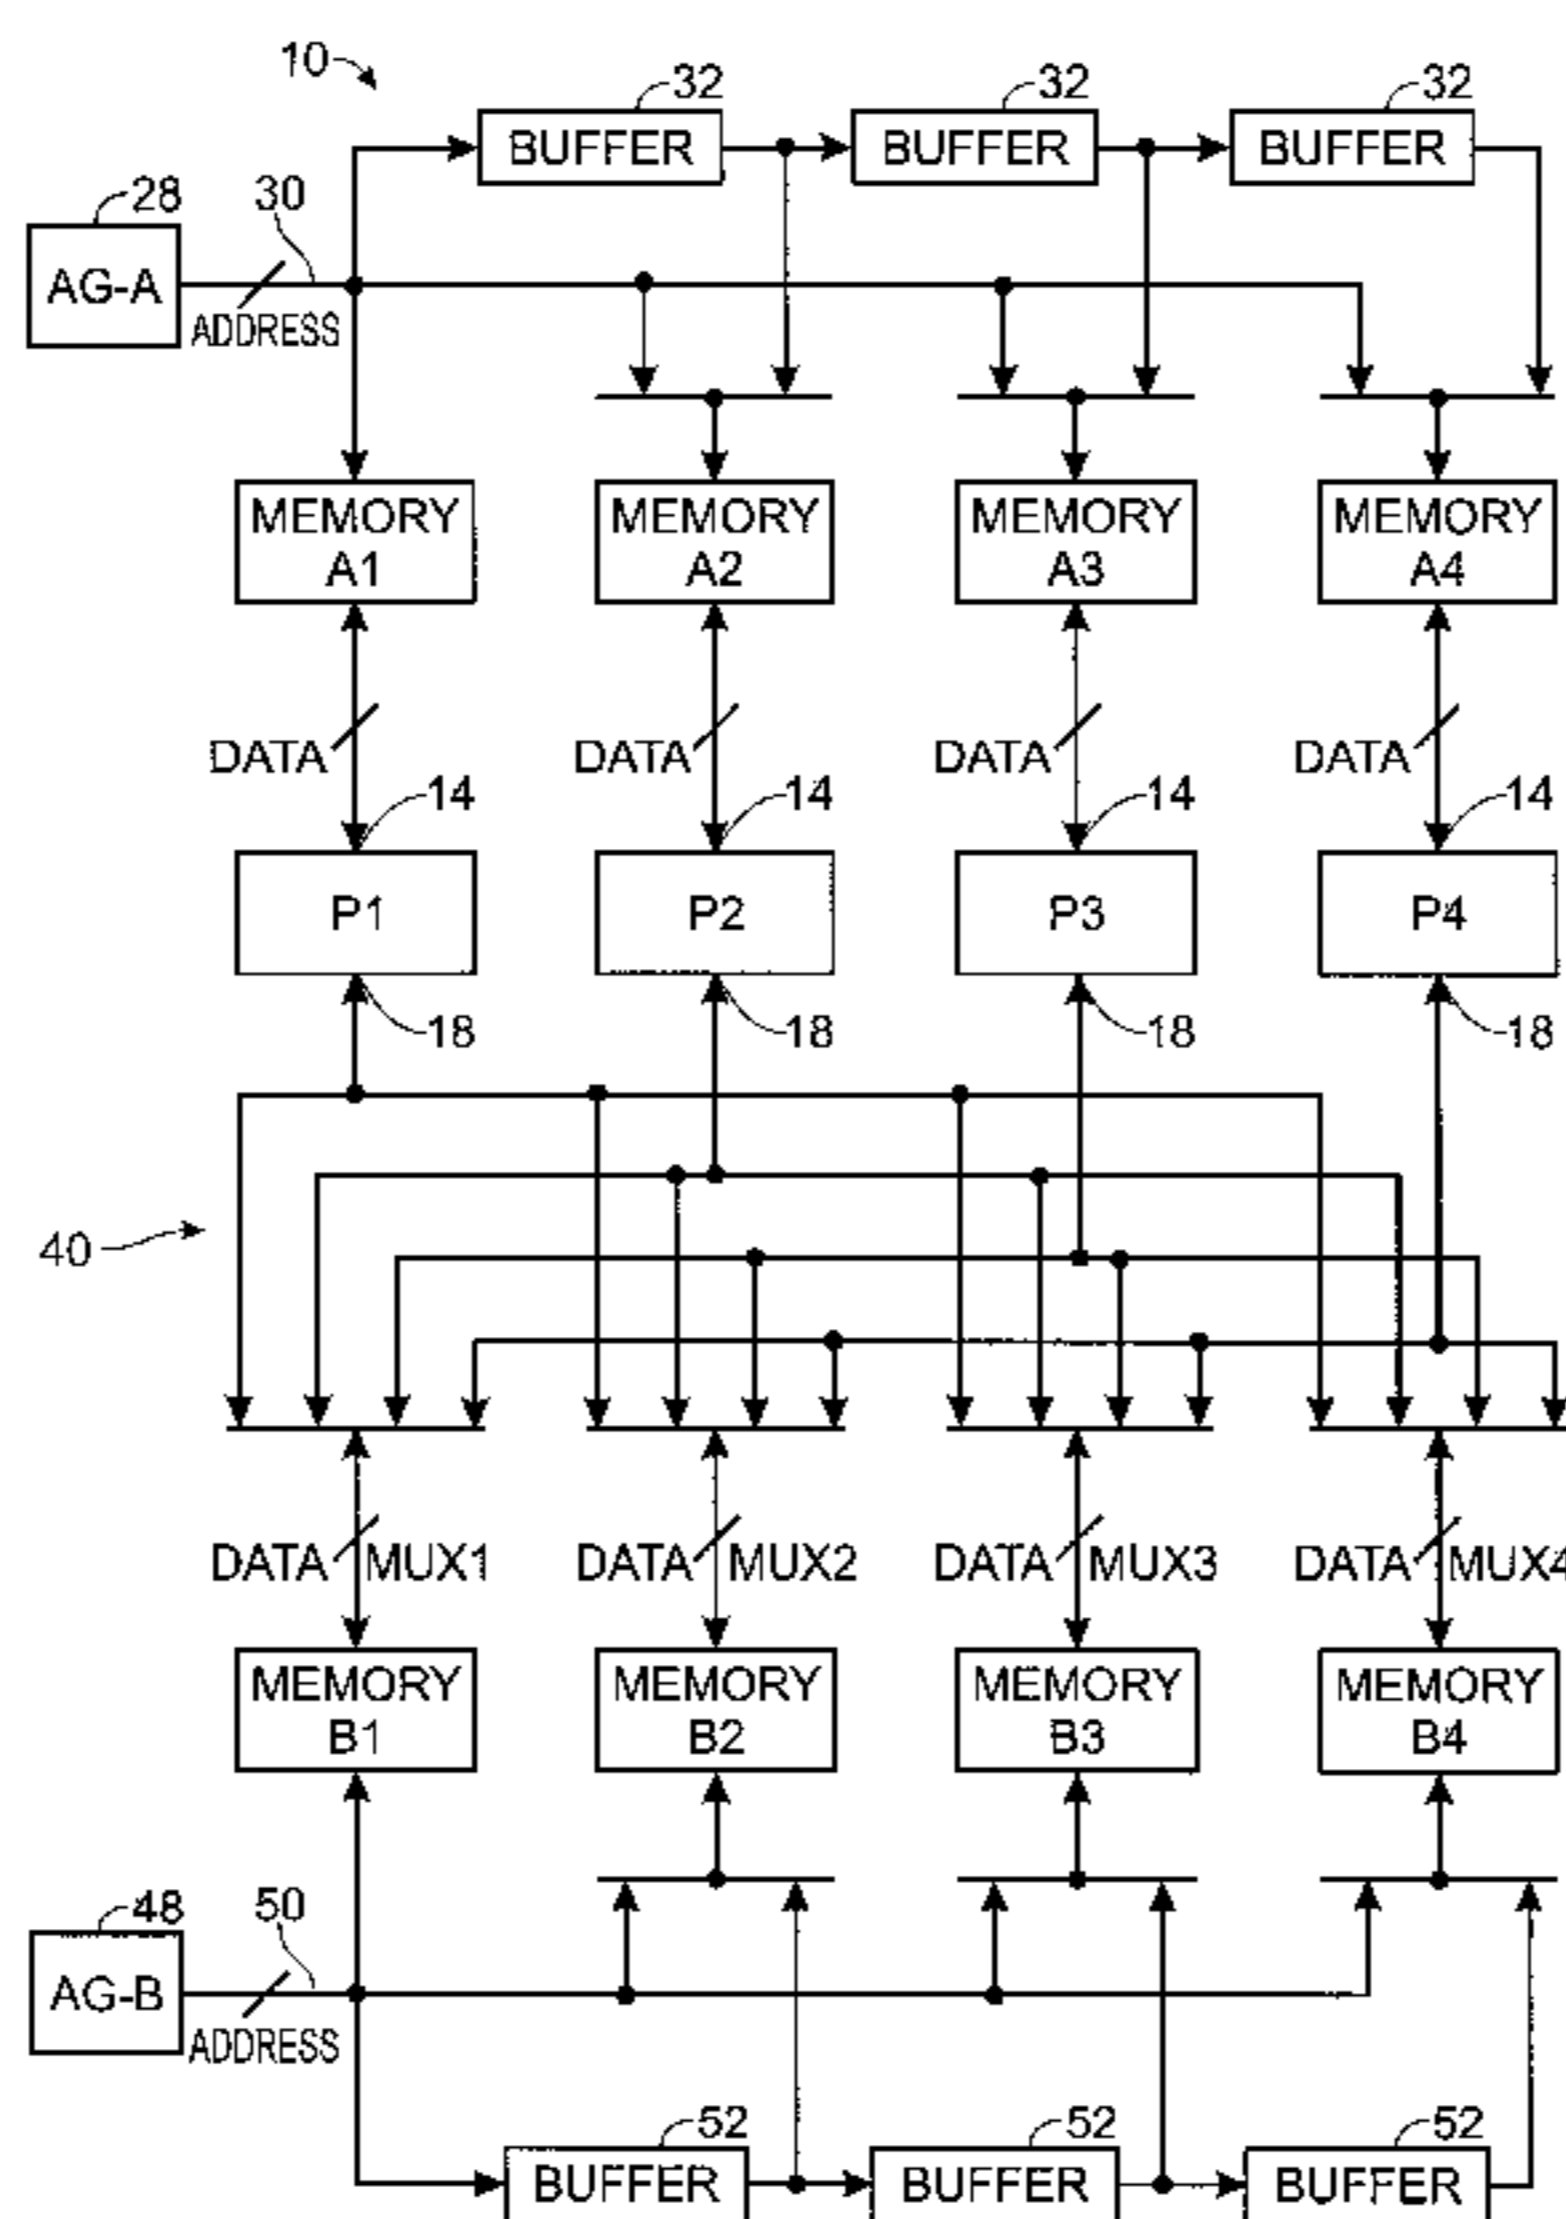 10
32 32 32
BUFFER BUFFER BUFFER
28 30
AG-A
ADDRESS
MEMORY A1 MEMORY A2 MEMORY A3 MEMORY A4
DATA DATA DATA DATA
14 14 14 14
P1 P2 P3 P4
18 18 18 18
40
DATA MUX1 DATA MUX2 DATA MUX3 DATA MUX4
MEMORY B1 MEMORY B2 MEMORY B3 MEMORY B4
48 50
AG-B
ADDRESS
52 52 52
BUFFER BUFFER BUFFER